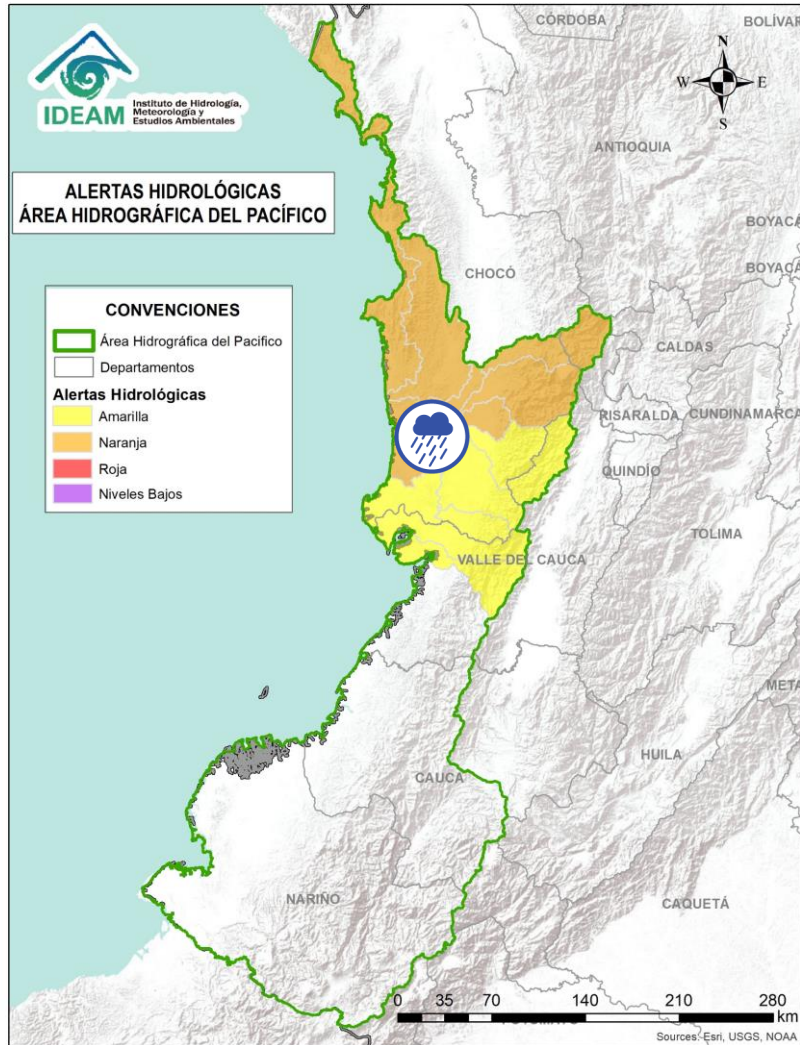 CÓRDOBA
BOLÍVAR
N
W
E
S
IDEAM
Instituto de Hidrología,
Meteorología y
Estudios Ambientales
ANTIOQUIA
ALERTAS HIDROLÓGICAS
ÁREA HIDROGRÁFICA DEL PACÍFICO
BOYACÁ
BOYACÁ
CHOCÓ
CONVENCIONES
Área Hidrográfica del Pacifico
Departamentos
Alertas Hidrológicas
Amarilla
Naranja
Roja
Niveles Bajos
CALDAS
RISARALDA
CUNDINAMARCA
QUINDÍO
TOLIMA
VALLE DEL CAUCA
META
HUILA
CAUCA
NARIÑO
CAQUETÁ
0 35 70 140 210 280
km
Sources: Esri, USGS, NOAA